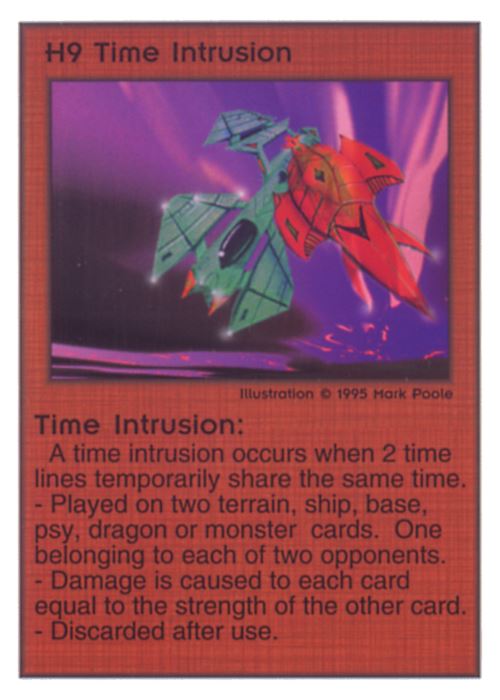 H9 Time Intrusion
Illustration © 1995 Mark Poole
Time Intrusion:
A time intrusion occurs when 2 time
lines temporarily share the same time.
- Played on two terrain, ship, base,
psy, dragon or monster cards. One
belonging to each of two opponents.
- Damage is caused to each card
equal to the strength of the other card.
- Discarded after use.